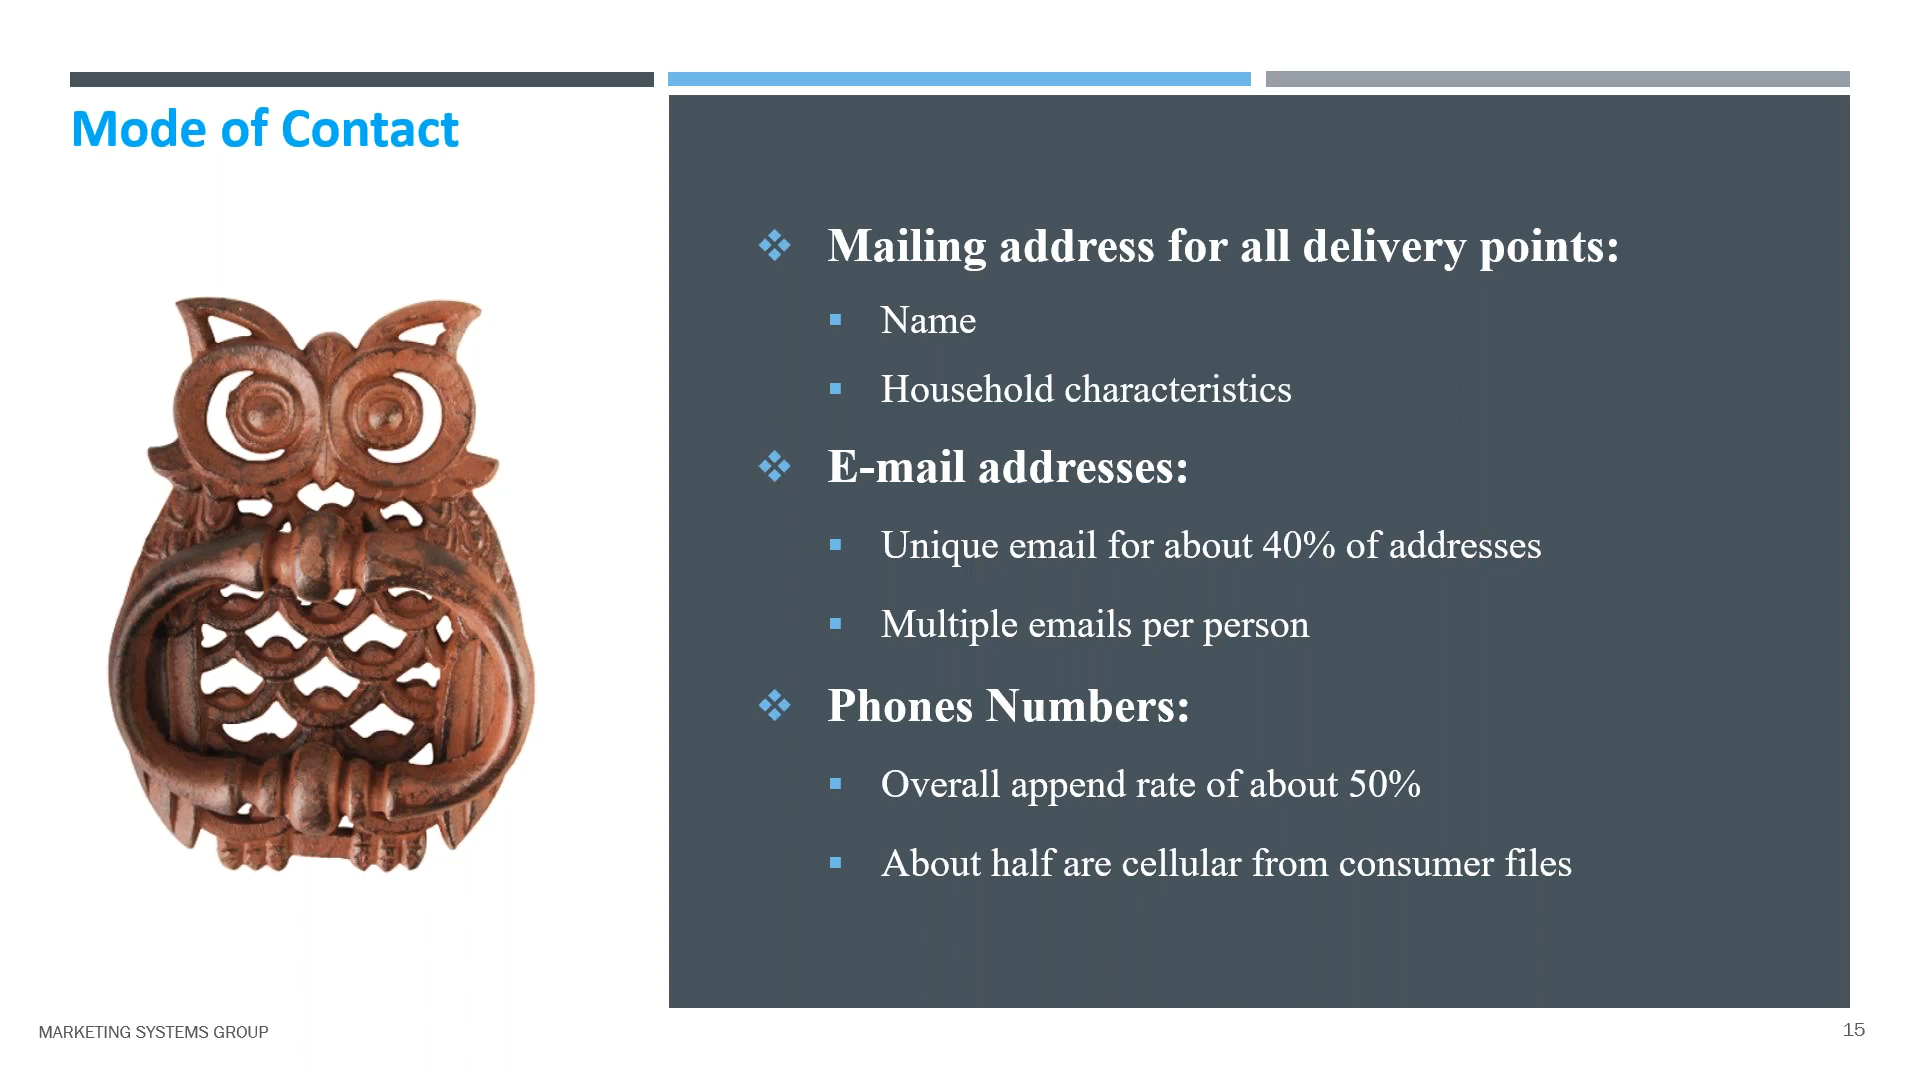 Mode of Contact
Mailing address for all delivery points:
Name
Household characteristics
E-mail addresses:
Unique email for about 40% of addresses
Multiple emails per person
Phones Numbers:
Overall append rate of about 50%
About half are cellular from consumer files
MARKETING SYSTEMS GROUP
15